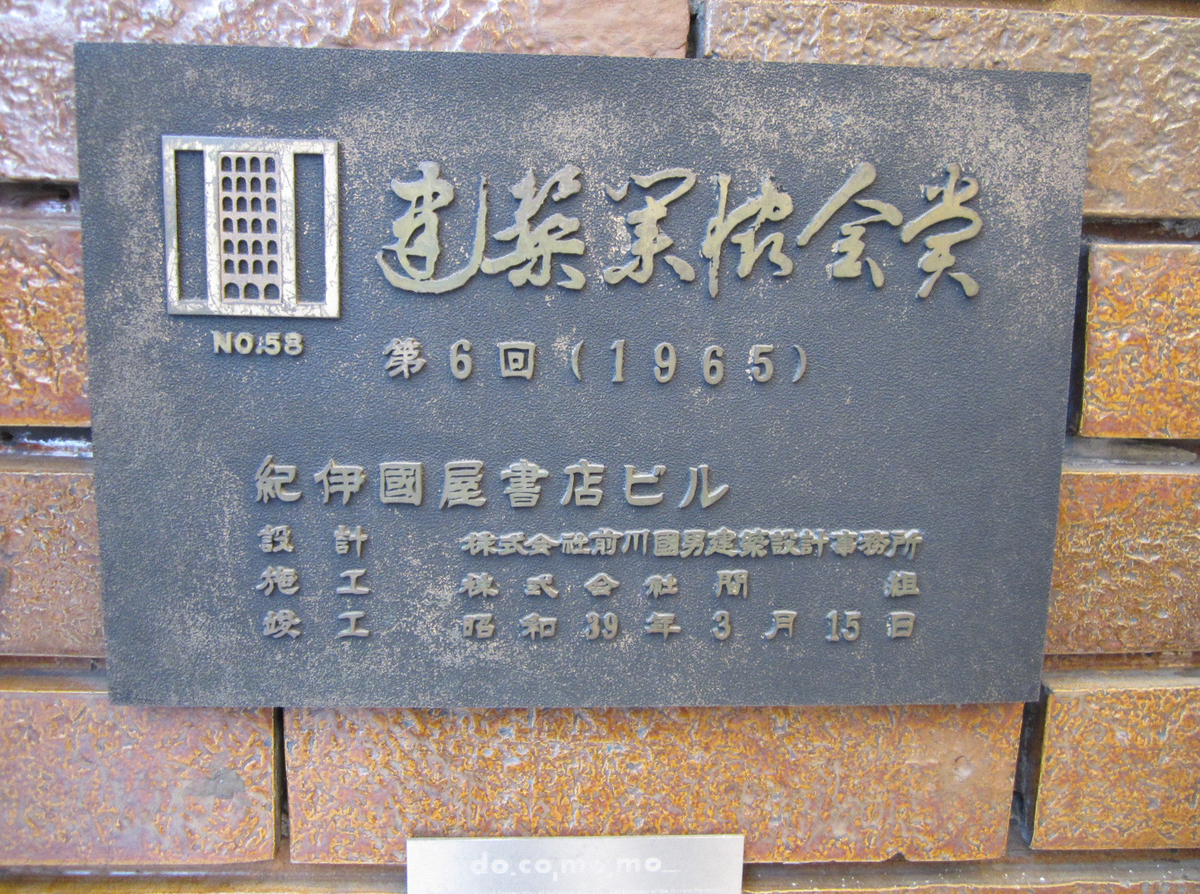 建築業協会賞
NO.58
第6回(1965)
紀伊國屋書店ビル
設計 株式会社前川國男建築設計事務所
施工 株式会社間組
竣工 昭和39年3月15日
do.co,mo.mo_